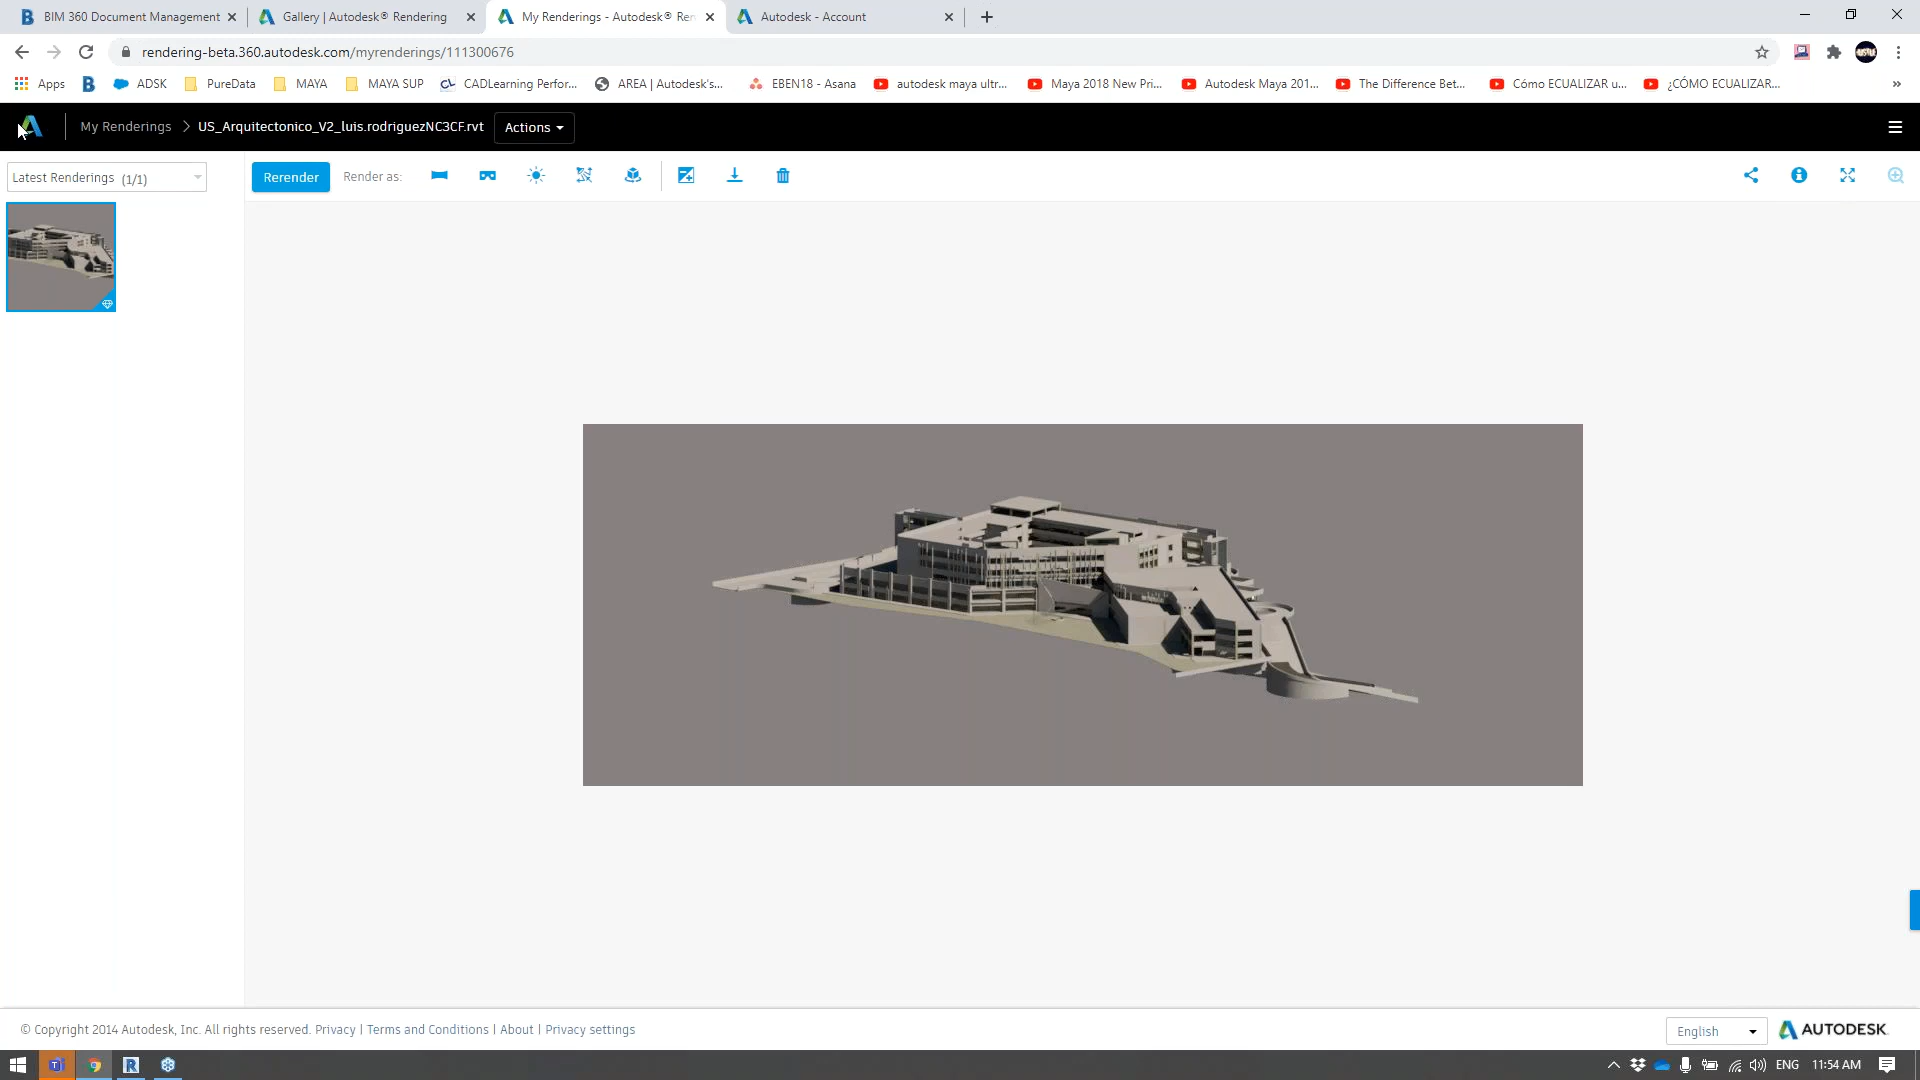 BIM 360 Document Management
Gallery | Autodesk® Rendering
My Renderings - Autodesk® Ren
Autodesk - Account
rendering-beta.360.autodesk.com/myrenderings/111300676
Apps
ADSK
PureData
MAYA
MAYA SUP
CADLearning Perfor...
AREA | Autodesk's...
EBEN18 - Asana
autodesk maya ultr...
Maya 2018 New Pri...
Autodesk Maya 201...
The Difference Bet...
Cómo ECUALIZAR u...
¿CÓMO ECUALIZAR...
»
My Renderings > US_Arquitectonico_V2_luis.rodriguezNC3CF.rvt
Actions
Latest Renderings (1/1)
Rerender
Render as:
© Copyright 2014 Autodesk, Inc. All rights reserved. Privacy | Terms and Conditions | About | Privacy settings
English
AUTODESK
ENG
11:54 AM